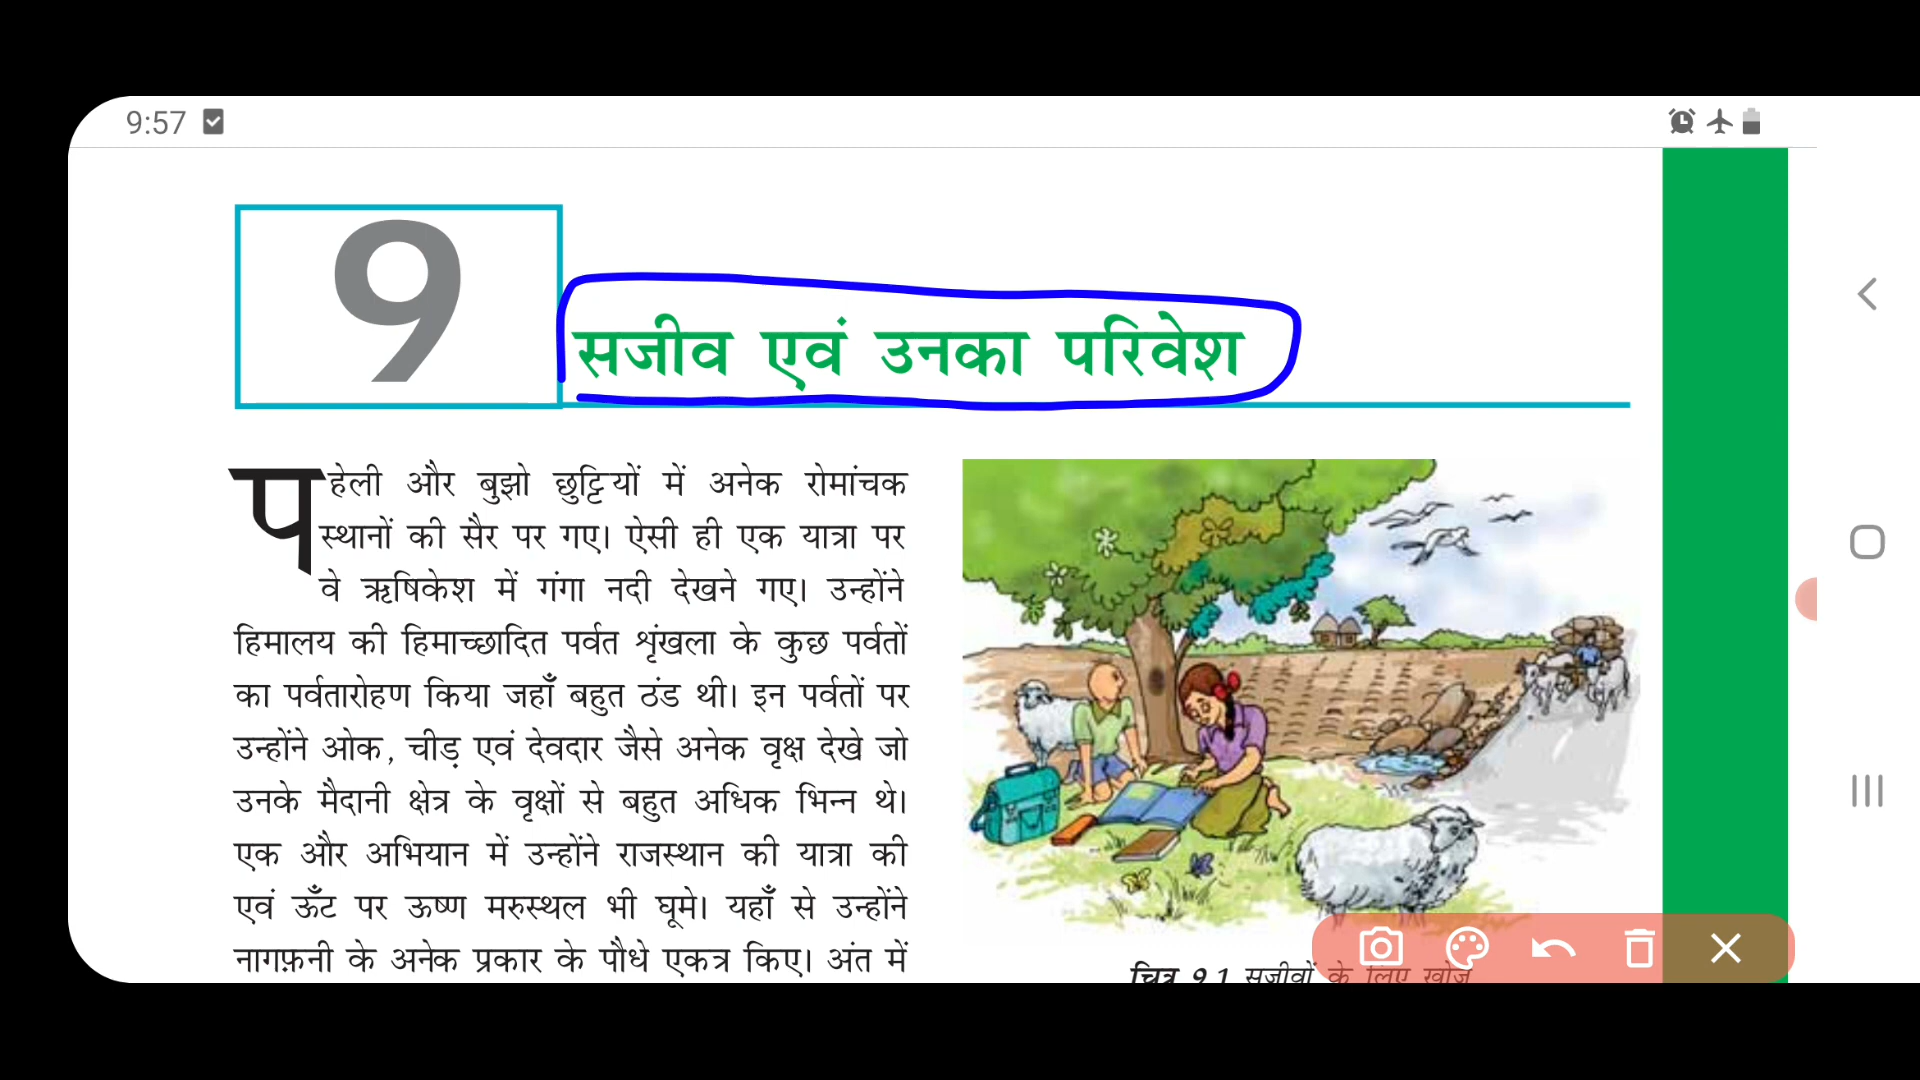 9:57
9
सजीव एवं उनका परिवेश
पहेली और बुझो छुट्टियों में अनेक रोमांचक
स्थानों की सैर पर गए। ऐसी ही एक यात्रा पर
वे ऋषिकेश में गंगा नदी देखने गए। उन्होंने
हिमालय की हिमाच्छादित पर्वत शृंखला के कुछ पर्वतों
का पर्वतारोहण किया जहाँ बहुत ठंड थी। इन पर्वतों पर
उन्होंने ओक, चीड़ एवं देवदार जैसे अनेक वृक्ष देखे जो
उनके मैदानी क्षेत्र के वृक्षों से बहुत अधिक भिन्न थे।
एक और अभियान में उन्होंने राजस्थान की यात्रा की
एवं ऊँट पर ऊष्ण मरुस्थल भी घूमे। यहाँ से उन्होंने
नागफ़नी के अनेक प्रकार के पौधे एकत्र किए। अंत में
चित्र 9.1 सजीवों के लिए खोज